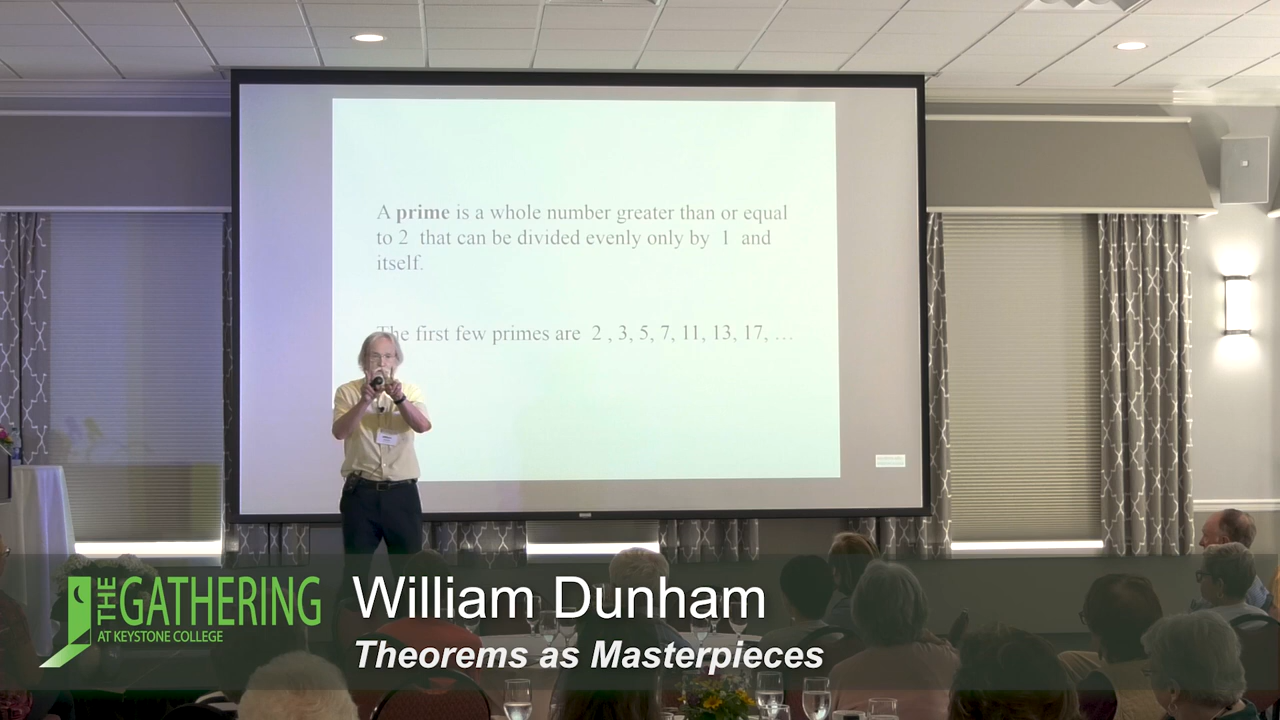 A prime is a whole number greater than or equal
to 2 that can be divided evenly only by 1 and
itself.
The first few primes are 2 , 3, 5, 7, 11, 13, 17, …
THE GATHERING
AT KEYSTONE COLLEGE
William Dunham
Theorems as Masterpieces